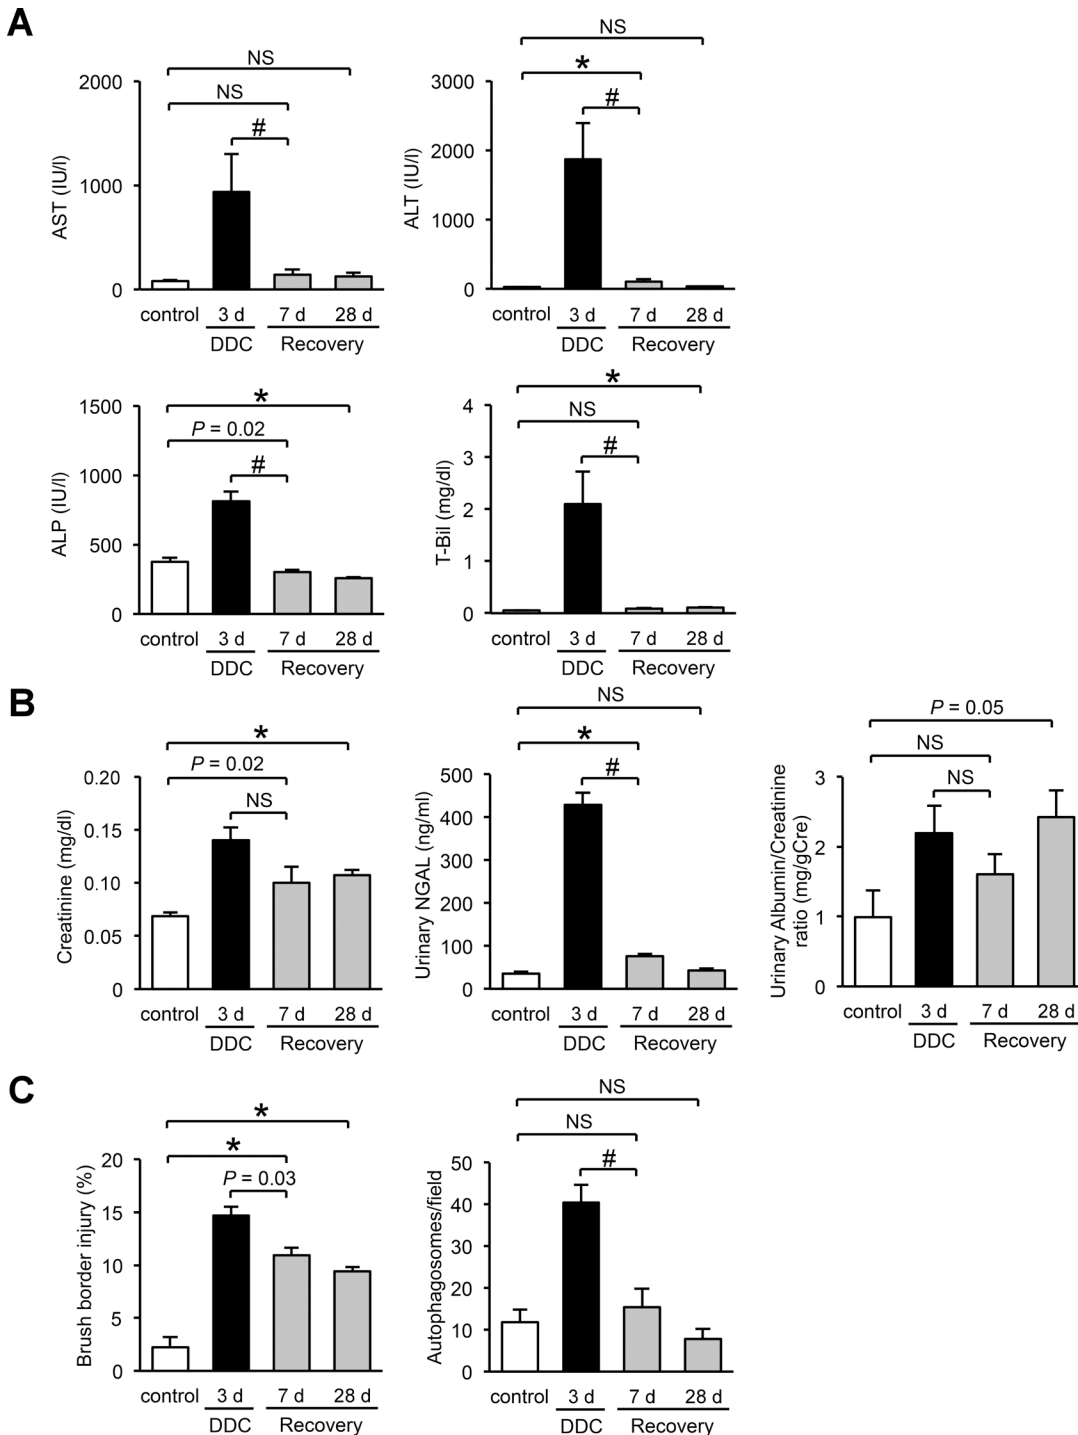 A
NS
NS
#
2000
1000
0
AST (IU/l)
control 3 d 7 d 28 d
DDC Recovery
NS
*
#
3000
2000
1000
0
ALT (IU/l)
control 3 d 7 d 28 d
DDC Recovery
*
P = 0.02
#
1500
1000
500
0
ALP (IU/l)
control 3 d 7 d 28 d
DDC Recovery
*
NS
#
4
3
2
1
0
T-Bil (mg/dl)
control 3 d 7 d 28 d
DDC Recovery
B
*
P = 0.02
NS
0.20
0.15
0.10
0.05
0
Creatinine (mg/dl)
control 3 d 7 d 28 d
DDC Recovery
NS
*
#
500
400
300
200
100
0
Urinary NGAL (ng/ml)
control 3 d 7 d 28 d
DDC Recovery
P = 0.05
NS
NS
3
2
1
0
Urinary Albumin/Creatinine
ratio (mg/gCre)
control 3 d 7 d 28 d
DDC Recovery
C
*
*
P = 0.03
20
15
10
5
0
Brush border injury (%)
control 3 d 7 d 28 d
DDC Recovery
NS
NS
#
50
40
30
20
10
0
Autophagosomes/field
control 3 d 7 d 28 d
DDC Recovery